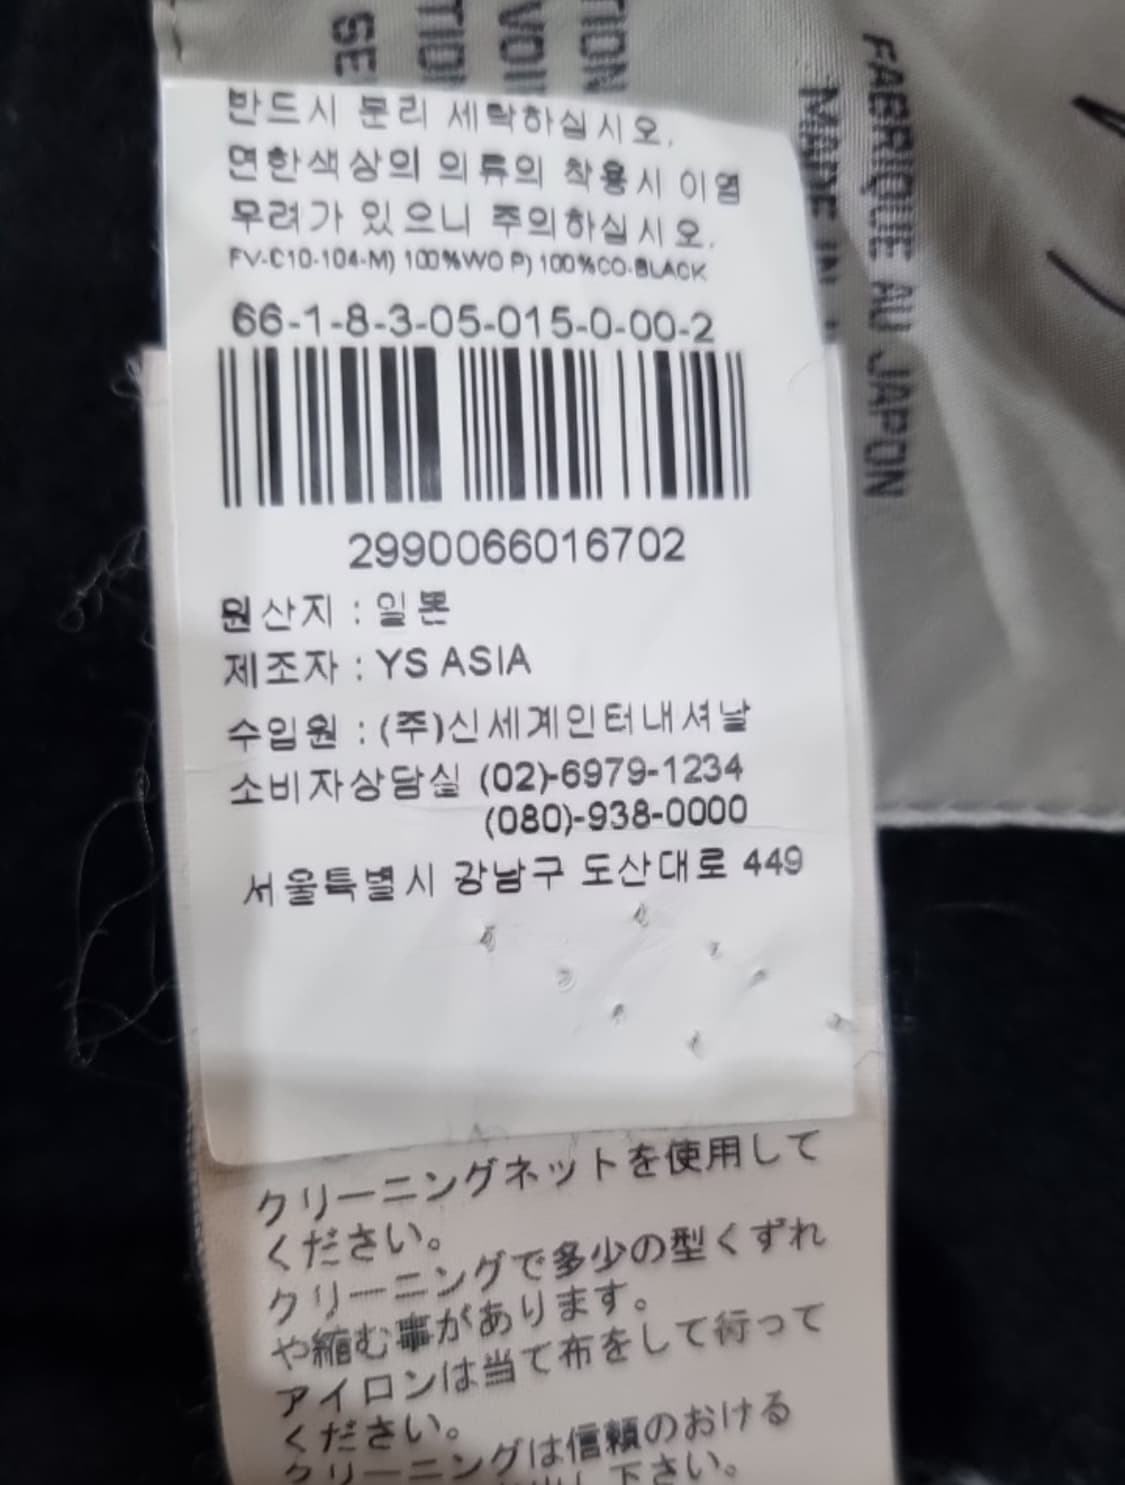 SE
TION
VOI
TION
MADE IN
FABRIQUE AU JAPON
반드시 분리 세탁하십시오.
연한색상의 의류의 착용시 이염
우려가 있으니 주의하십시오.
FV-C10-104-M) 100%WO P) 100%CO-BLACK
66-1-8-3-05-015-0-00-2
2990066016702
원산지 : 일본
제조자 : YS ASIA
수입원 : (주)신세계인터내셔날
소비자상담실 (02)-6979-1234
(080)-938-0000
서울특별시 강남구 도산대로 449
クリーニングネットを使用して
ください。
クリーニングで多少の型くずれ
や縮む事があります。
アイロンは当て布をして行って
ください。
クリーニングは信頼のおける
下さい。